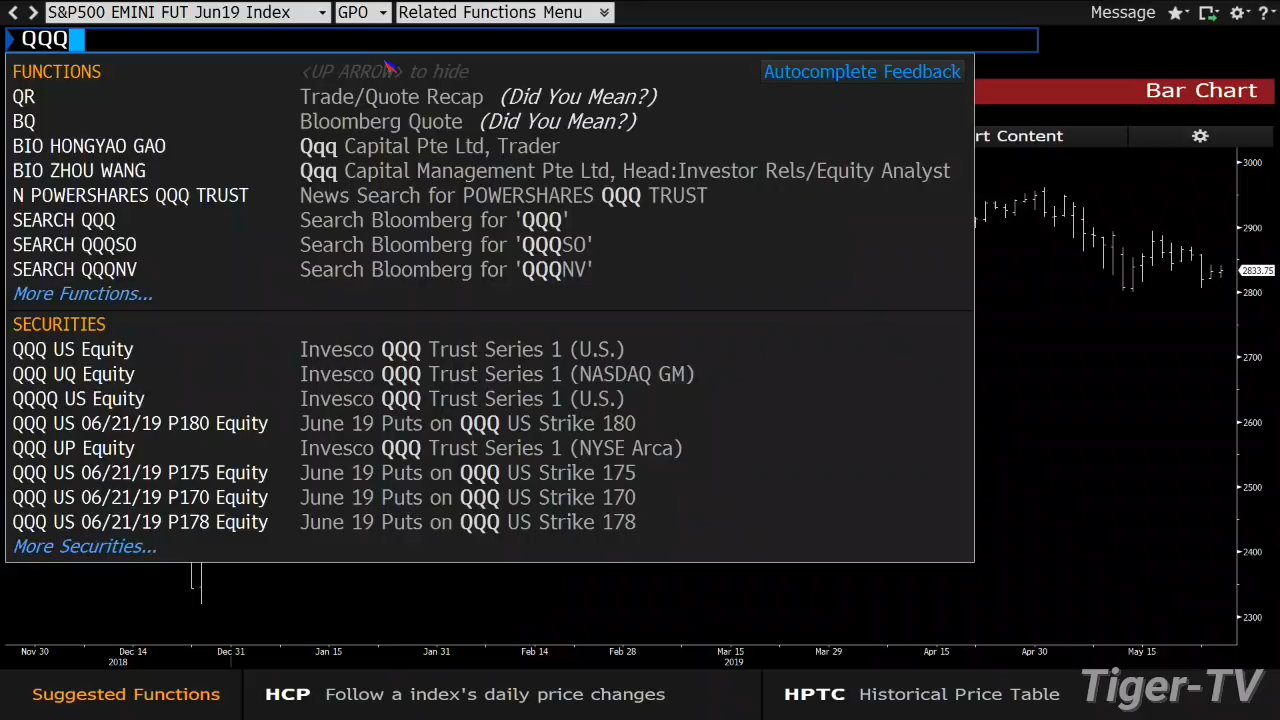 S&P500 EMINI FUT Jun19 Index GPO Related Functions Menu Message ?
QQQ
FUNCTIONS <UP ARROW> to hide Autocomplete Feedback
QR Trade/Quote Recap (Did You Mean?)
Bar Chart
BQ Bloomberg Quote (Did You Mean?)
rt Content
BIO HONGYAO GAO Qqq Capital Pte Ltd, Trader
BIO ZHOU WANG Qqq Capital Management Pte Ltd, Head:Investor Rels/Equity Analyst
N POWERSHARES QQQ TRUST News Search for POWERSHARES QQQ TRUST
SEARCH QQQ Search Bloomberg for 'QQQ'
SEARCH QQQSO Search Bloomberg for 'QQQSO'
SEARCH QQQNV Search Bloomberg for 'QQQNV'
More Functions...
SECURITIES
QQQ US Equity Invesco QQQ Trust Series 1 (U.S.)
QQQ UQ Equity Invesco QQQ Trust Series 1 (NASDAQ GM)
QQQQ US Equity Invesco QQQ Trust Series 1 (U.S.)
QQQ US 06/21/19 P180 Equity June 19 Puts on QQQ US Strike 180
QQQ UP Equity Invesco QQQ Trust Series 1 (NYSE Arca)
QQQ US 06/21/19 P175 Equity June 19 Puts on QQQ US Strike 175
QQQ US 06/21/19 P170 Equity June 19 Puts on QQQ US Strike 170
QQQ US 06/21/19 P178 Equity June 19 Puts on QQQ US Strike 178
More Securities...
3000
2900
2833.75
2800
2700
2600
2500
2400
2300
Nov 30 Dec 14 Dec 31 Jan 15 Jan 31 Feb 14 Feb 28 Mar 15 Mar 29 Apr 15 Apr 30 May 15
2018 2019
Suggested Functions HCP Follow a index's daily price changes HPTC Historical Price Table
Tiger-TV